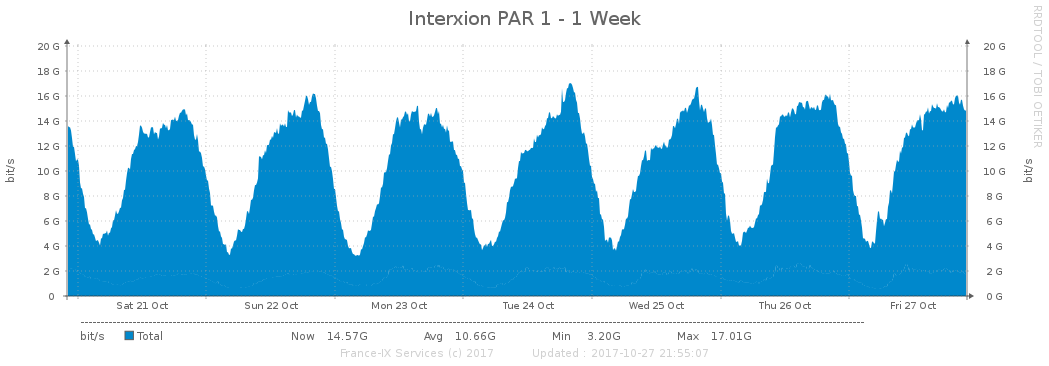 Interxion PAR 1 - 1 Week
RRDTOOL / TOBI OETIKER
bit/s
20 G
18 G
16 G
14 G
12 G
10 G
8 G
6 G
4 G
2 G
0
20 G
18 G
16 G
14 G
12 G
10 G
8 G
6 G
4 G
2 G
0 G
bit/s
Sat 21 Oct Sun 22 Oct Mon 23 Oct Tue 24 Oct Wed 25 Oct Thu 26 Oct Fri 27 Oct
bit/s Total Now 14.57G Avg 10.66G Min 3.20G Max 17.01G
France-IX Services (c) 2017 Updated : 2017-10-27 21:55:07